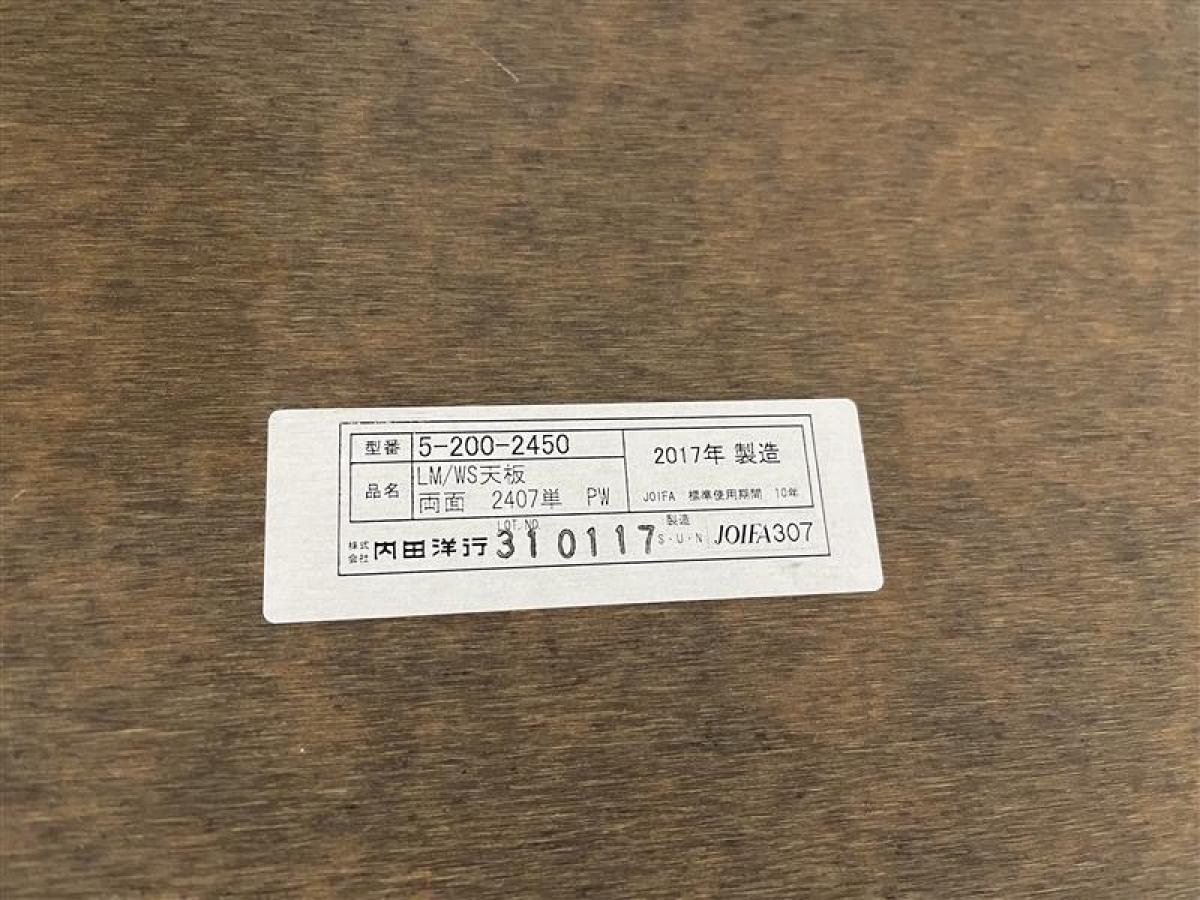 型番 5-200-2450
品名 LM/WS天板
両面 2407単 PW
2017年 製造
JOIFA 標準使用期間 10年
株式会社 内田洋行
LOT.NO.
310117
製造
S・U・N
JOIFA307